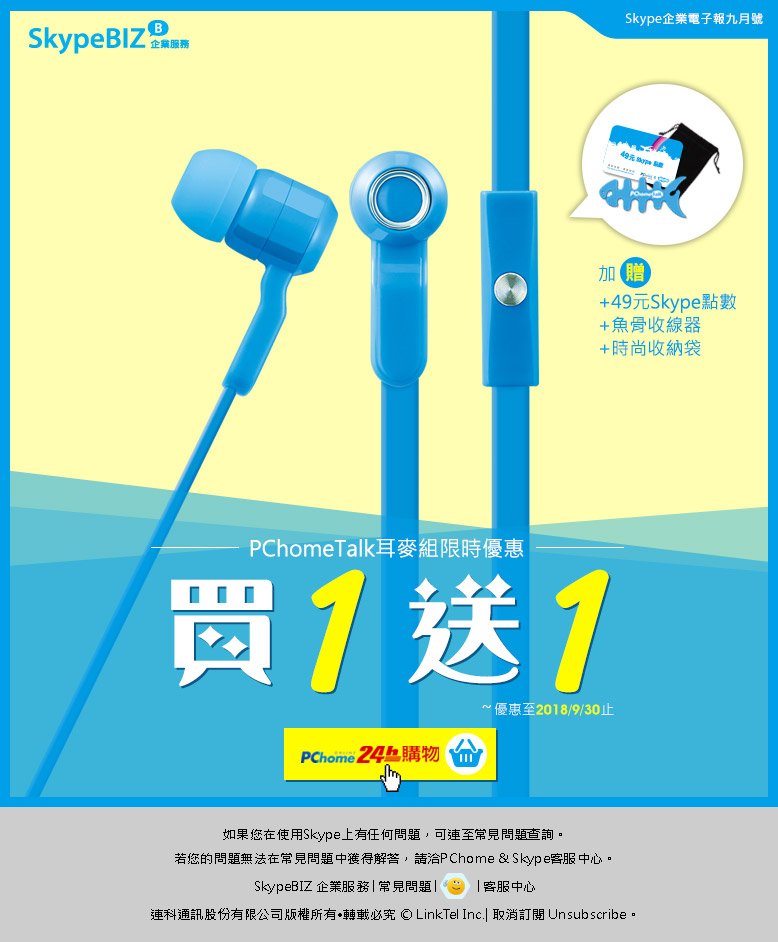 Skype企業電子報九月號
SkypeBIZ B 企業服務
49元 Skype 點數
PChomeTalk
加贈
+49元Skype點數
+魚骨收線器
+時尚收納袋
PChomeTalk耳麥組限時優惠
買1送1
~優惠至2018/9/30止
PChome 24h 購物
如果您在使用Skype上有任何問題，可連至常見問題查詢。
若您的問題無法在常見問題中獲得解答，請洽PChome & Skype客服中心。
SkypeBIZ 企業服務|常見問題| |客服中心
連科通訊股份有限公司版權所有•轉載必究 © LinkTel Inc.| 取消訂閱 Unsubscribe。